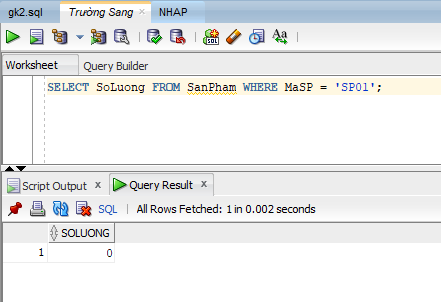 gk2.sql Trường Sang NHAP
Worksheet Query Builder
SELECT SoLuong FROM SanPham WHERE MaSP = 'SP01';
Script Output x Query Result x
SQL | All Rows Fetched: 1 in 0.002 seconds
SOLUONG
1 0